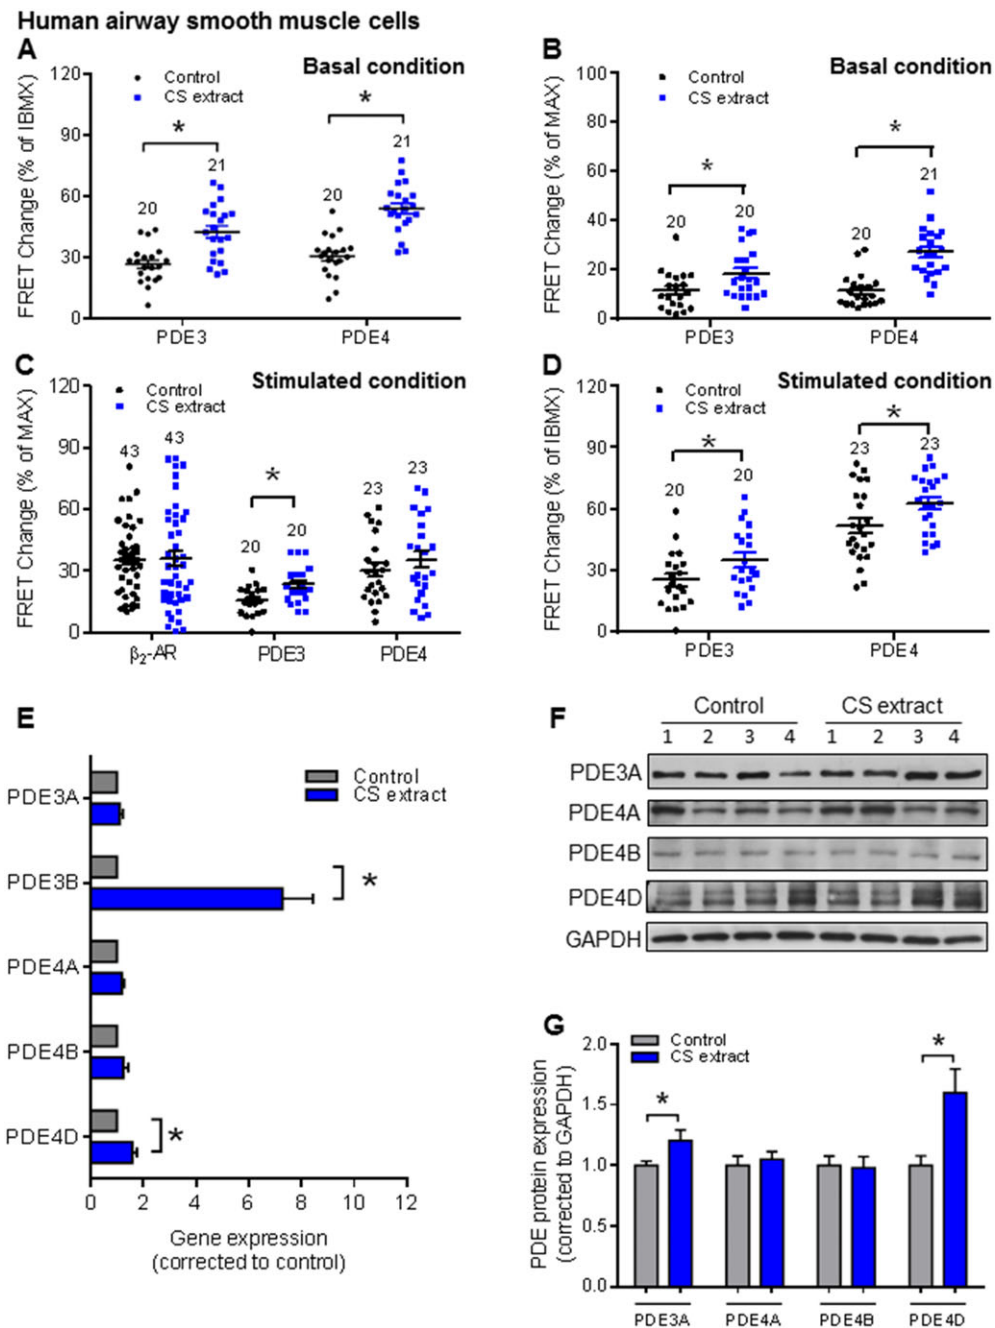 Human airway smooth muscle cells
A
Basal condition
Control
CS extract
FRET Change (% of IBMX)
120
90
60
30
0
20
*
21
20
*
21
PDE3
PDE4
B
Basal condition
Control
CS extract
FRET Change (% of MAX)
100
80
60
40
20
0
20
*
20
20
*
21
PDE3
PDE4
C
Stimulated condition
Control
CS extract
FRET Change (% of MAX)
120
90
60
30
0
43
43
20
*
20
23
23
β2-AR
PDE3
PDE4
D
Stimulated condition
Control
CS extract
FRET Change (% of IBMX)
120
90
60
30
0
20
*
20
23
*
23
PDE3
PDE4
E
Control
CS extract
PDE3A
PDE3B
*
PDE4A
PDE4B
PDE4D
*
0 2 4 6 8 10 12
Gene expression
(corrected to control)
F
Control CS extract
1 2 3 4 1 2 3 4
PDE3A
PDE4A
PDE4B
PDE4D
GAPDH
G
Control
CS extract
PDE protein expression
(corrected to GAPDH)
2.0
1.5
1.0
0.5
0.0
*
*
PDE3A PDE4A PDE4B PDE4D